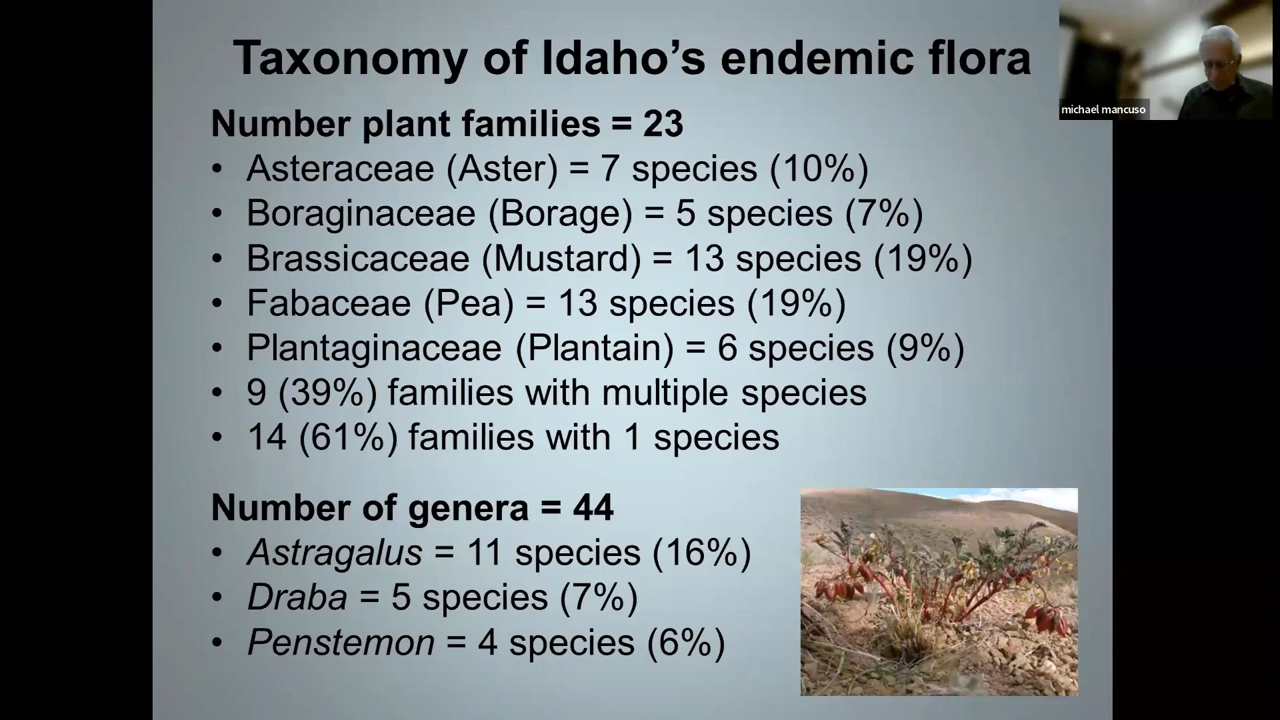 Taxonomy of Idaho's endemic flora
michael mancuso
Number plant families = 23
• Asteraceae (Aster) = 7 species (10%)
• Boraginaceae (Borage) = 5 species (7%)
• Brassicaceae (Mustard) = 13 species (19%)
• Fabaceae (Pea) = 13 species (19%)
• Plantaginaceae (Plantain) = 6 species (9%)
• 9 (39%) families with multiple species
• 14 (61%) families with 1 species
Number of genera = 44
• Astragalus = 11 species (16%)
• Draba = 5 species (7%)
• Penstemon = 4 species (6%)